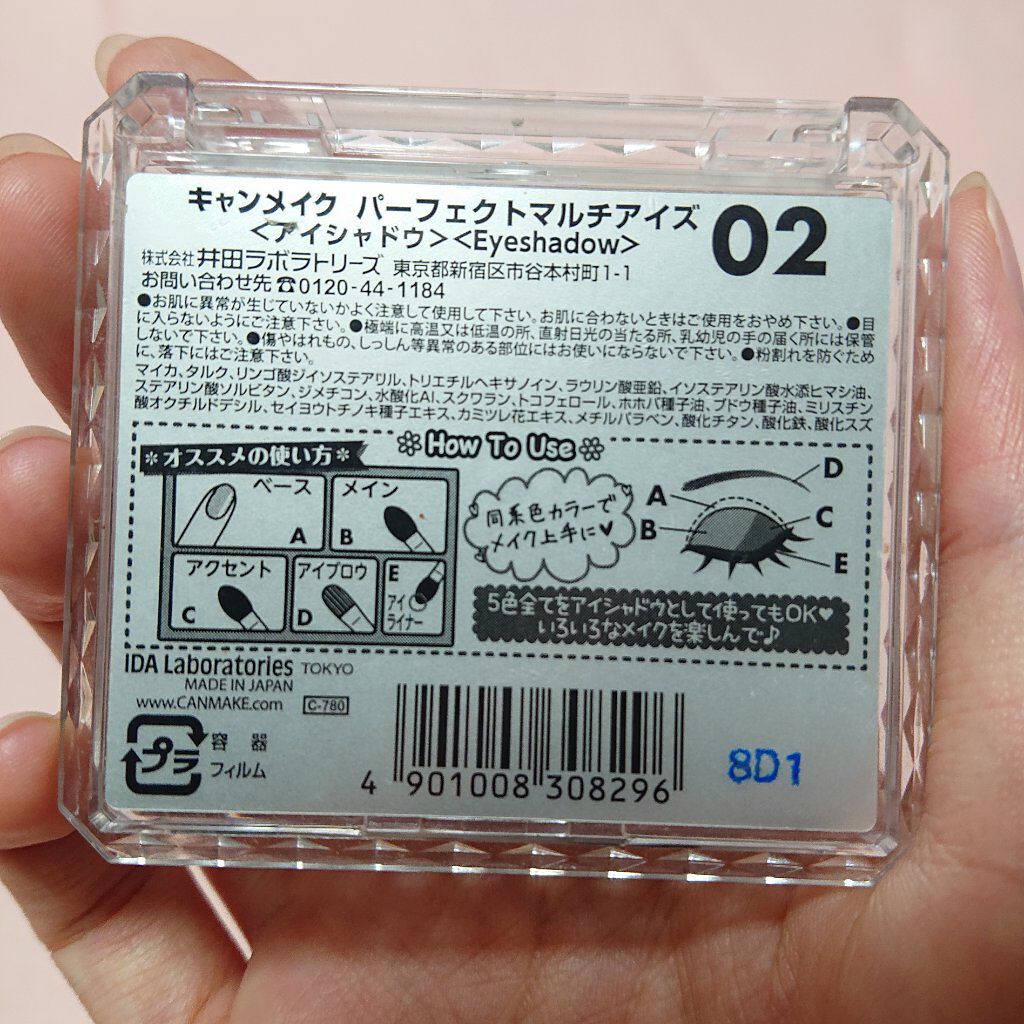 キャンメイク パーフェクトマルチアイズ 02
<アイシャドウ><Eyeshadow>
株式会社 井田ラボラトリーズ 東京都新宿区市谷本村町1-1
お問い合わせ先☎0120-44-1184
●お肌に異常が生じていないかよく注意して使用して下さい。お肌に合わないときはご使用をおやめ下さい。●目
に入らないようにご注意下さい。●極端に高温又は低温の所、直射日光の当たる所、乳幼児の手の届く所には保管
しないで下さい。●傷やはれもの、しっしん等異常のある部位にはお使いにならないで下さい。●粉割れを防ぐため
に、落下にはご注意下さい。
マイカ、タルク、リンゴ酸ジイソステアリル、トリエチルヘキサノイン、ラウリン酸亜鉛、イソステアリン酸水添ヒマシ油、
ステアリン酸ソルビタン、ジメチコン、水酸化Al、スクワラン、トコフェロール、ホホバ種子油、ブドウ種子油、ミリスチン
酸オクチルドデシル、セイヨウトチノキ種子エキス、カミツレ花エキス、メチルパラベン、酸化チタン、酸化鉄、酸化スズ
How To Use
*オススメの使い方*
ベース
A
メイン
B
アクセント
C
アイブロウ
D
E
アイ
ライナー
同系色カラーで
メイク上手に♥
A
B
D
C
E
5色全てをアイシャドウとして使ってもOK♥
いろいろなメイクを楽しんで♪
IDA Laboratories TOKYO
MADE IN JAPAN
www.CANMAKE.com C-780
プラ
容器
フィルム
4 901008 308296
8D1